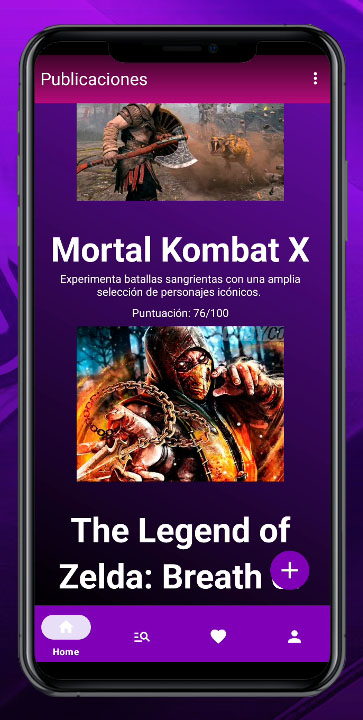 Publicaciones
Mortal Kombat X
Experimenta batallas sangrientas con una amplia
selección de personajes icónicos.
Puntuación: 76/100
The Legend of
Zelda: Breath
Home